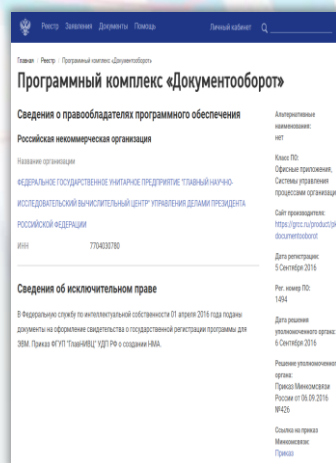 Реестр Заявления Документы Помощь Личный кабинет
Главная / Реестр / Программный комплекс «Документооборот»
Программный комплекс «Документооборот»
Сведения о правообладателях программного обеспечения
Российская некоммерческая организация
Название организации
ФЕДЕРАЛЬНОЕ ГОСУДАРСТВЕННОЕ УНИТАРНОЕ ПРЕДПРИЯТИЕ "ГЛАВНЫЙ НАУЧНО-
ИССЛЕДОВАТЕЛЬСКИЙ ВЫЧИСЛИТЕЛЬНЫЙ ЦЕНТР" УПРАВЛЕНИЯ ДЕЛАМИ ПРЕЗИДЕНТА
РОССИЙСКОЙ ФЕДЕРАЦИИ
ИНН 7704030780
Сведения об исключительном праве
В Федеральную службу по интеллектуальной собственности 01 апреля 2016 года поданы
документы на оформление свидетельства о государственной регистрации программы для
ЭВМ. Приказ ФГУП "ГлавНИВЦ" УДП РФ о создании НМА.
Альтернативные
наименования:
нет
Класс ПО:
Офисные приложения,
Системы управления
процессами организации
Сайт производителя:
https://gvc.ru/product/pk
documentooborot
Дата регистрации:
5 Сентября 2016
Рег. номер ПО:
1494
Дата решения
уполномоченного органа:
6 Сентября 2016
Решение уполномоченного
органа:
Приказ Минкомсвязи
России от 06.09.2016
№426
Ссылка на приказ
Минкомсвязи:
Приказ